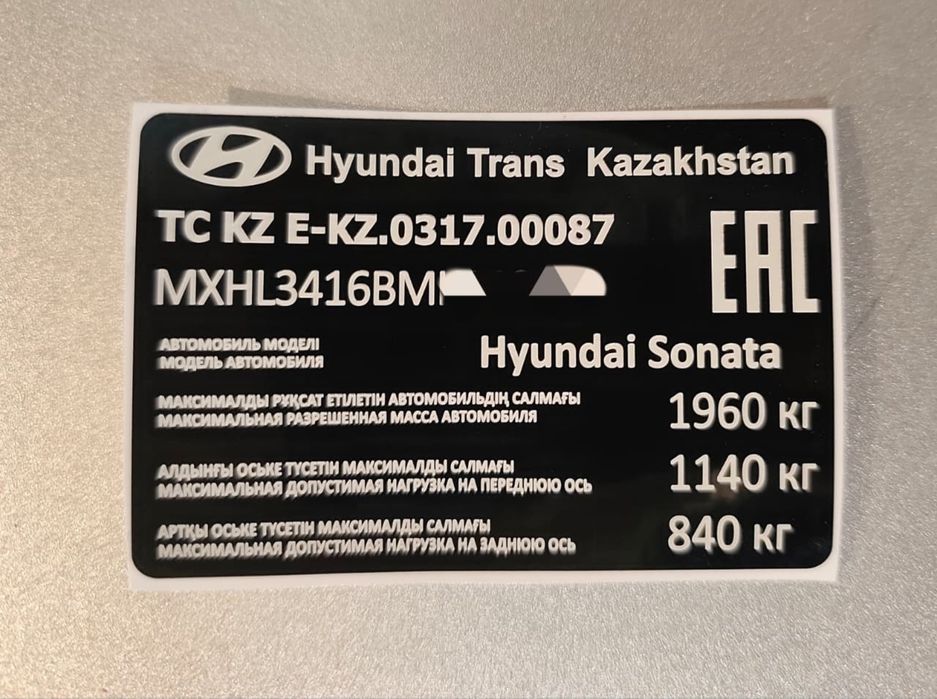 Hyundai Trans Kazakhstan
TC KZ E-KZ.0317.00087
EAC
MXHL3416BM
АВТОМОБИЛЬ МОДЕЛІ
МОДЕЛЬ АВТОМОБИЛЯ
Hyundai Sonata
МАКСИМАЛДЫ РҰҚСАТ ЕТІЛЕТІН АВТОМОБИЛЬДІҢ САЛМАҒЫ
МАКСИМАЛЬНАЯ РАЗРЕШЕННАЯ МАССА АВТОМОБИЛЯ
1960 кг
АЛДЫНҒЫ ОСЬКЕ ТҮСЕТІН МАКСИМАЛДЫ САЛМАҒЫ
МАКСИМАЛЬНАЯ ДОПУСТИМАЯ НАГРУЗКА НА ПЕРЕДНЮЮ ОСЬ
1140 кг
АРТҚЫ ОСЬКЕ ТҮСЕТІН МАКСИМАЛДЫ САЛМАҒЫ
МАКСИМАЛЬНАЯ ДОПУСТИМАЯ НАГРУЗКА НА ЗАДНЮЮ ОСЬ
840 кг